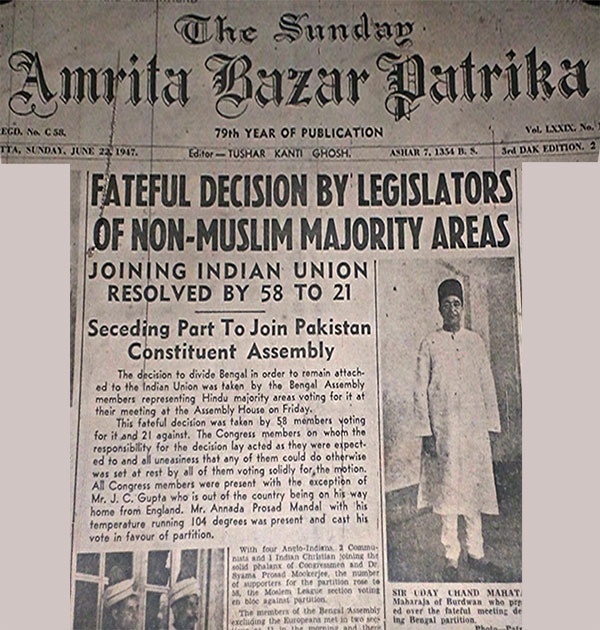 The Sunday
Amrita Bazar Patrika
EGD. No. C 58.
79th YEAR OF PUBLICATION
Vol. LXXIX. No.
TTA, SUNDAY, JUNE 22, 1947.
Editor — TUSHAR KANTI GHOSH.
ASHAR 7, 1354 B. S.
3rd DAK EDITION. 2
FATEFUL DECISION BY LEGISLATORS
OF NON-MUSLIM MAJORITY AREAS
JOINING INDIAN UNION
RESOLVED BY 58 TO 21
Seceding Part To Join Pakistan
Constituent Assembly
The decision to divide Bengal in order to remain attach-
ed to the Indian Union was taken by the Bengal Assembly
members representing Hindu majority areas voting for it at
their meeting at the Assembly House on Friday.
This fateful decision was taken by 58 members voting
for it and 21 against. The Congress members on whom the
responsibility for the decision lay acted as they were expect-
ed to and all uneasiness that any of them could do otherwise
was set at rest by all of them voting solidly for the motion.
All Congress members were present with the exception of
Mr. J. C. Gupta who is out of the country being on his way
home from England. Mr. Annada Prosad Mandal with his
temperature running 104 degrees was present and cast his
vote in favour of partition.
With four Anglo-Indians, 2 Commu-
nists and 1 Indian Christian joining the
solid phalanx of Congressmen and Dr.
Syama Prosad Mookerjee, the number
of supporters for the partition rose to
58, the Moslem League section voting
en bloc against partition.
The members of the Bengal Assembly
excluding the Europeans met in two sec-
in the morning and there
SIR UDAY CHAND MAHATA
Maharaja of Burdwan who pre
ed over the fateful meeting de
ing Bengal partition.
Photo—